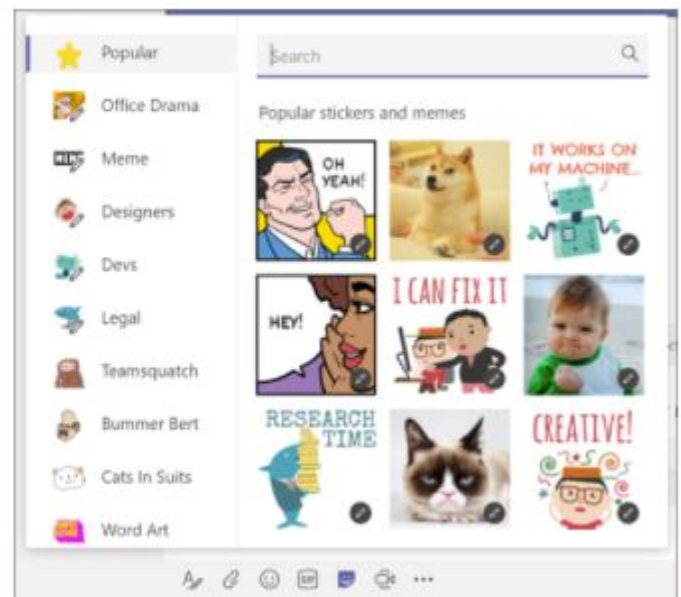 Popular
Office Drama
Meme
Designers
Devs
Legal
Teamsquatch
Bummer Bert
Cats In Suits
Word Art
Search
Popular stickers and memes
OH
YEAH!
IT WORKS ON
MY MACHINE...
HEY!
I CAN FIX IT
RESEARCH
TIME
CREATIVE!
GIF